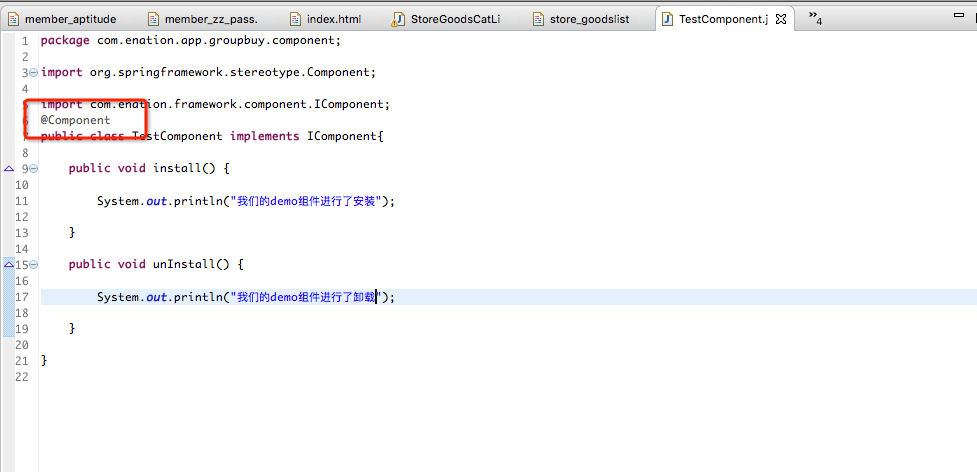 member_aptitude member_zz_pass. index.html StoreGoodsCatLi store_goodslist TestComponent.j »4
1 package com.enation.app.groupbuy.component;
2
3 import org.springframework.stereotype.Component;
4
5 import com.enation.framework.component.IComponent;
6 @Component
7 public class TestComponent implements IComponent{
8
9 public void install() {
10
11 System.out.println("我们的demo组件进行了安装");
12
13 }
14
15 public void unInstall() {
16
17 System.out.println("我们的demo组件进行了卸载");
18
19 }
20
21 }
22